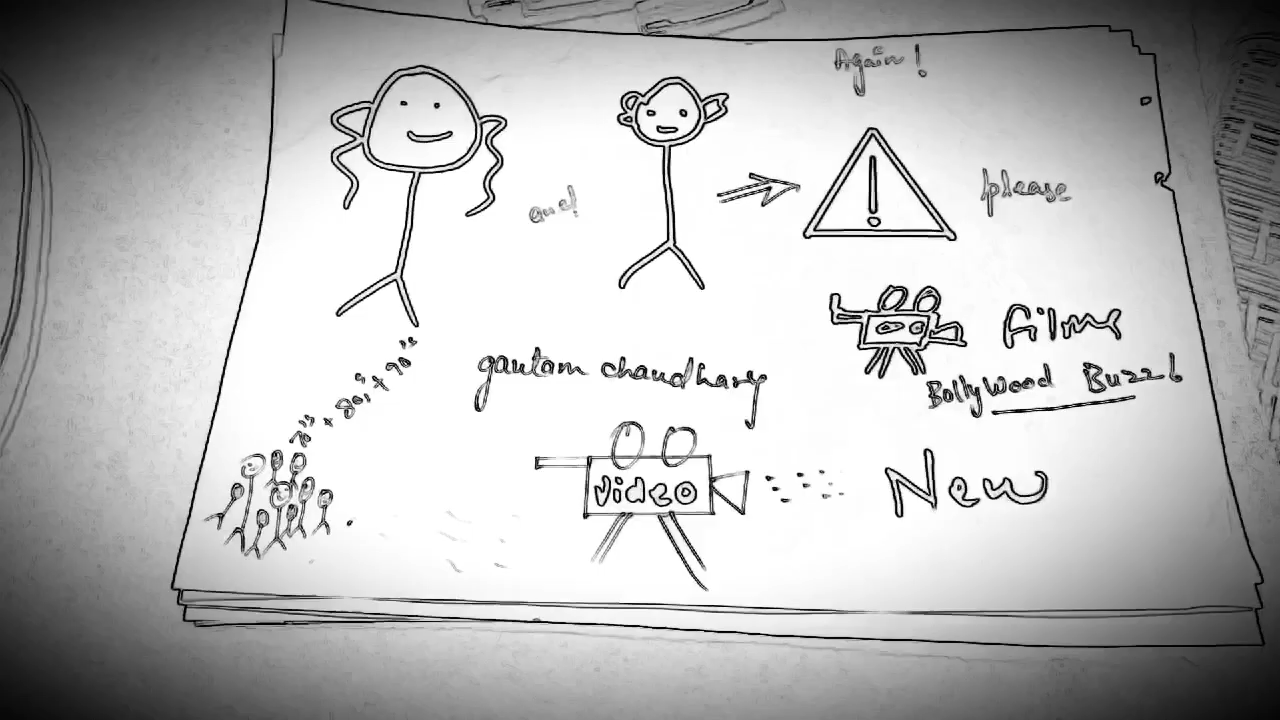 Again!
please
and
Films
Bollywood Buzz
gautam chaudhary
70's + 80's + 90's
video
New